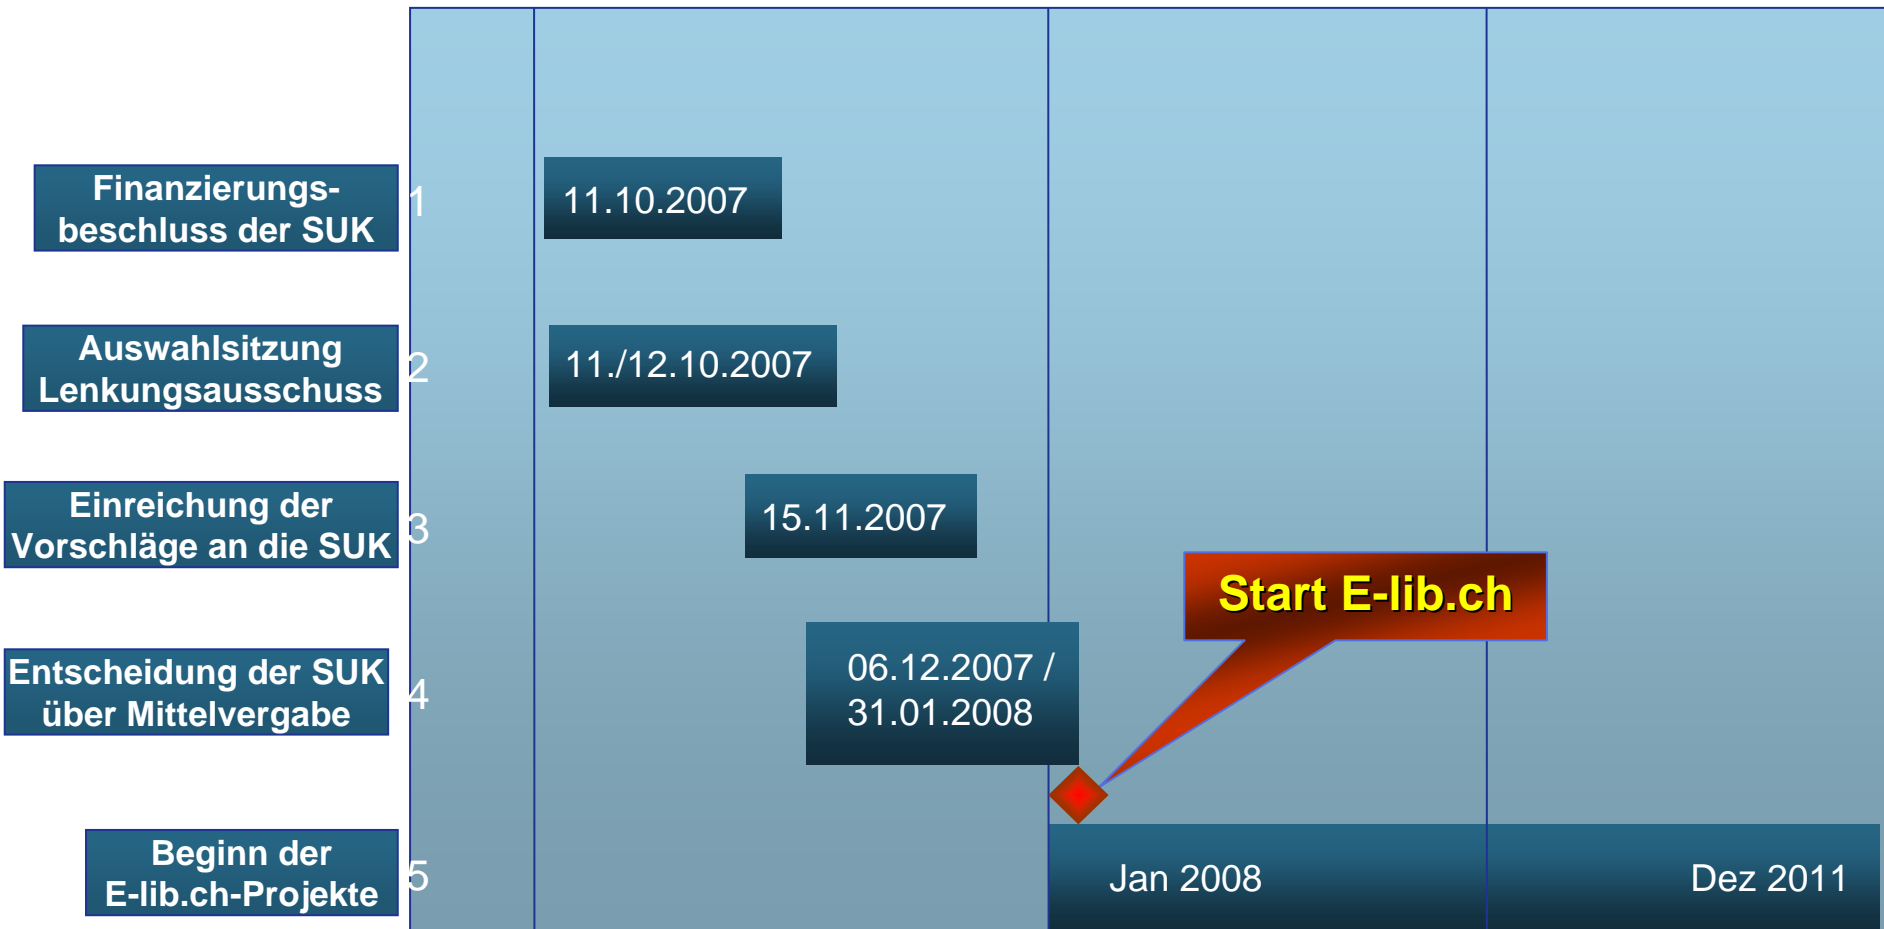 Finanzierungs-
beschluss der SUK
1
11.10.2007
Auswahlsitzung
Lenkungsausschuss
2
11./12.10.2007
Einreichung der
Vorschläge an die SUK
3
15.11.2007
Start E-lib.ch
Entscheidung der SUK
über Mittelvergabe
4
06.12.2007 /
31.01.2008
Beginn der
E-lib.ch-Projekte
5
Jan 2008
Dez 2011